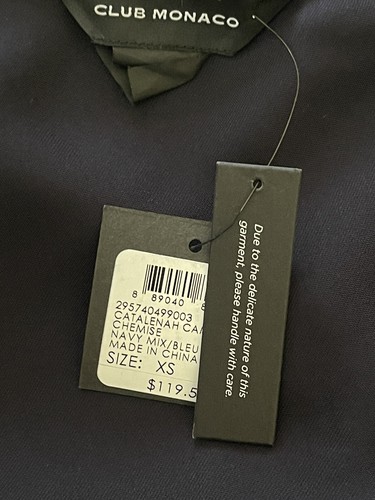 CLUB MONACO
Due to the delicate nature of this
garment, please handle with care.
8 89040 8
295740499003
CATALENAH CA
CHEMISE
NAVY MIX/BLEU
MADE IN CHINA
SIZE: XS
$119.5